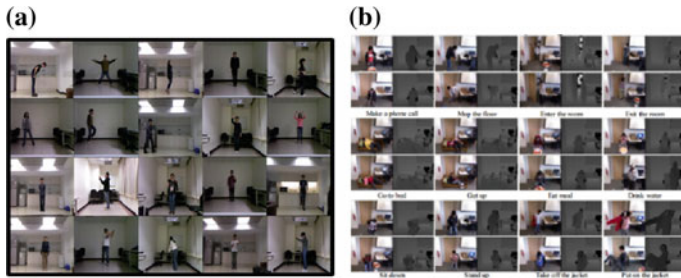 (a)
(b)
Make a phone call Mop the floor Enter the room Exit the room
Go to bed Get up Eat meal Drink water
Sit down Stand up Take off the jacket Put on the jacket